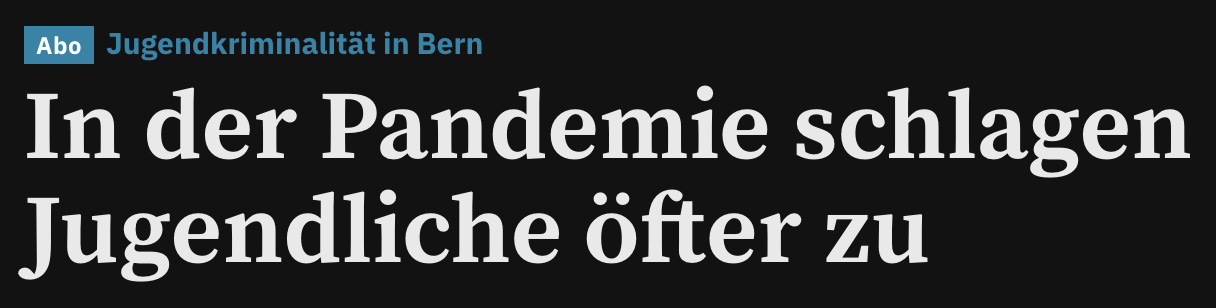 Abo Jugendkriminalität in Bern
In der Pandemie schlagen
Jugendliche öfter zu